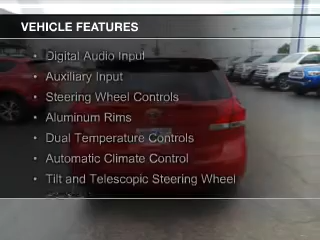 VEHICLE FEATURES
• Digital Audio Input
• Auxiliary Input
• Steering Wheel Controls
• Aluminum Rims
• Dual Temperature Controls
• Automatic Climate Control
• Tilt and Telescopic Steering Wheel